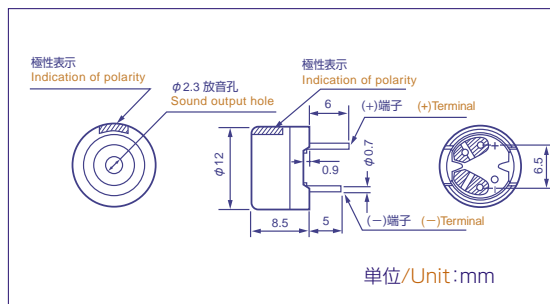 極性表示
Indication of polarity
φ2.3 放音孔
Sound output hole
極性表示
Indication of polarity
6
(+)端子 (+)Terminal
φ12
0.9
φ0.7
+
−
6.5
8.5
5
(−)端子 (−)Terminal
単位/Unit:mm